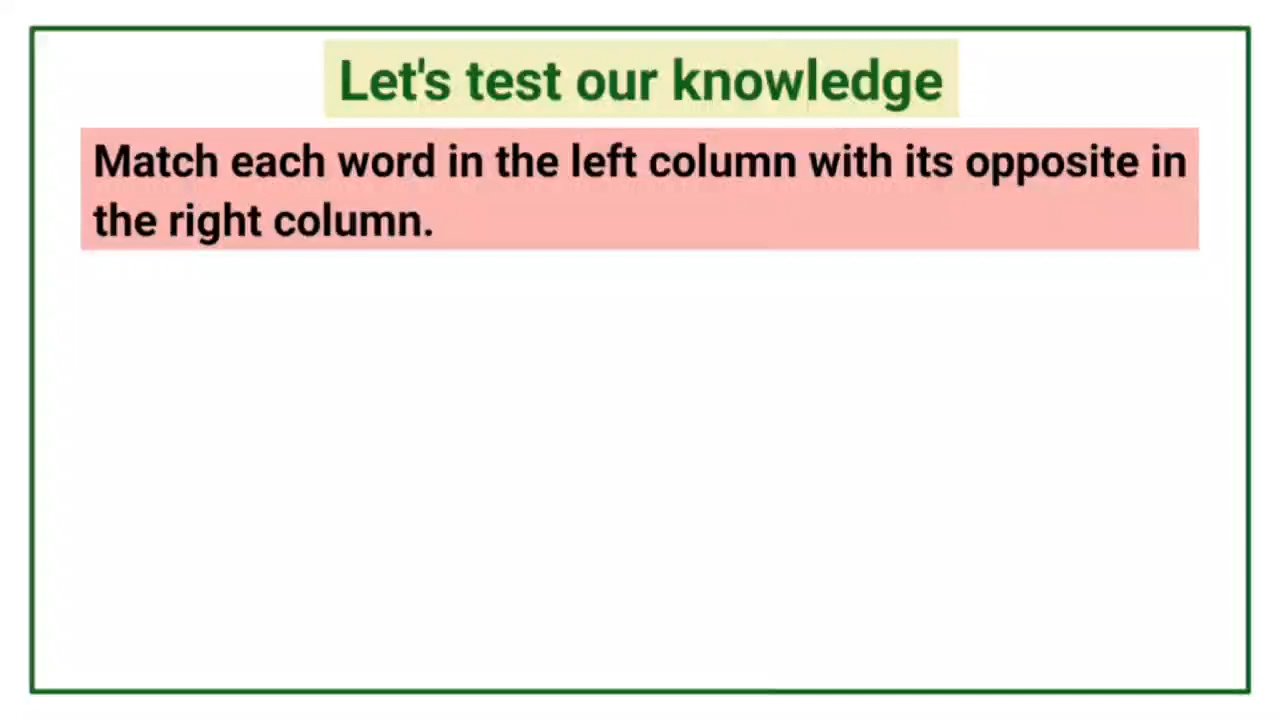 Let's test our knowledge
Match each word in the left column with its opposite in
the right column.